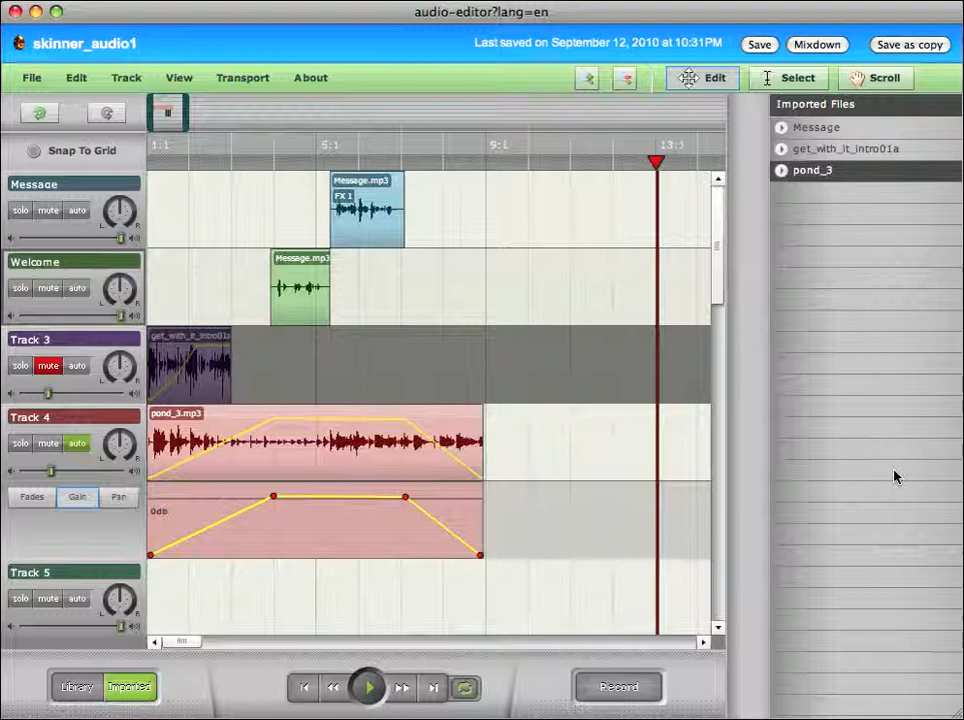 audio-editor?lang=en
skinner_audio1
Last saved on September 12, 2010 at 10:31PM
Save
Mixdown
Save as copy
File Edit Track View Transport About
Edit
Select
Scroll
Imported Files
Message
get_with_it_intro01a
pond_3
Snap To Grid
1:1 5:1 9:1 13:1
Message
solo mute auto
L R
Message.mp3
FX 1
Welcome
solo mute auto
L R
Message.mp3
Track 3
solo mute auto
L R
get_with_it_intro01a
Track 4
solo mute auto
L R
pond_3.mp3
Fades Gain Pan
0db
Track 5
solo mute auto
L R
Library Imported
Record